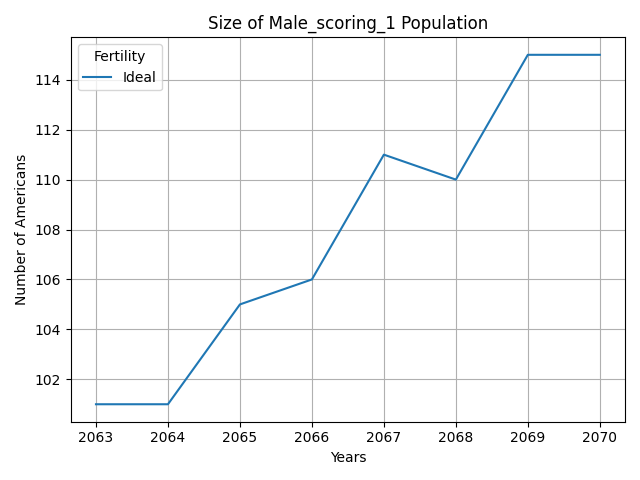 Size of Male_scoring_1 Population
Fertility
Ideal
Number of Americans
114
112
110
108
106
104
102
2063 2064 2065 2066 2067 2068 2069 2070
Years